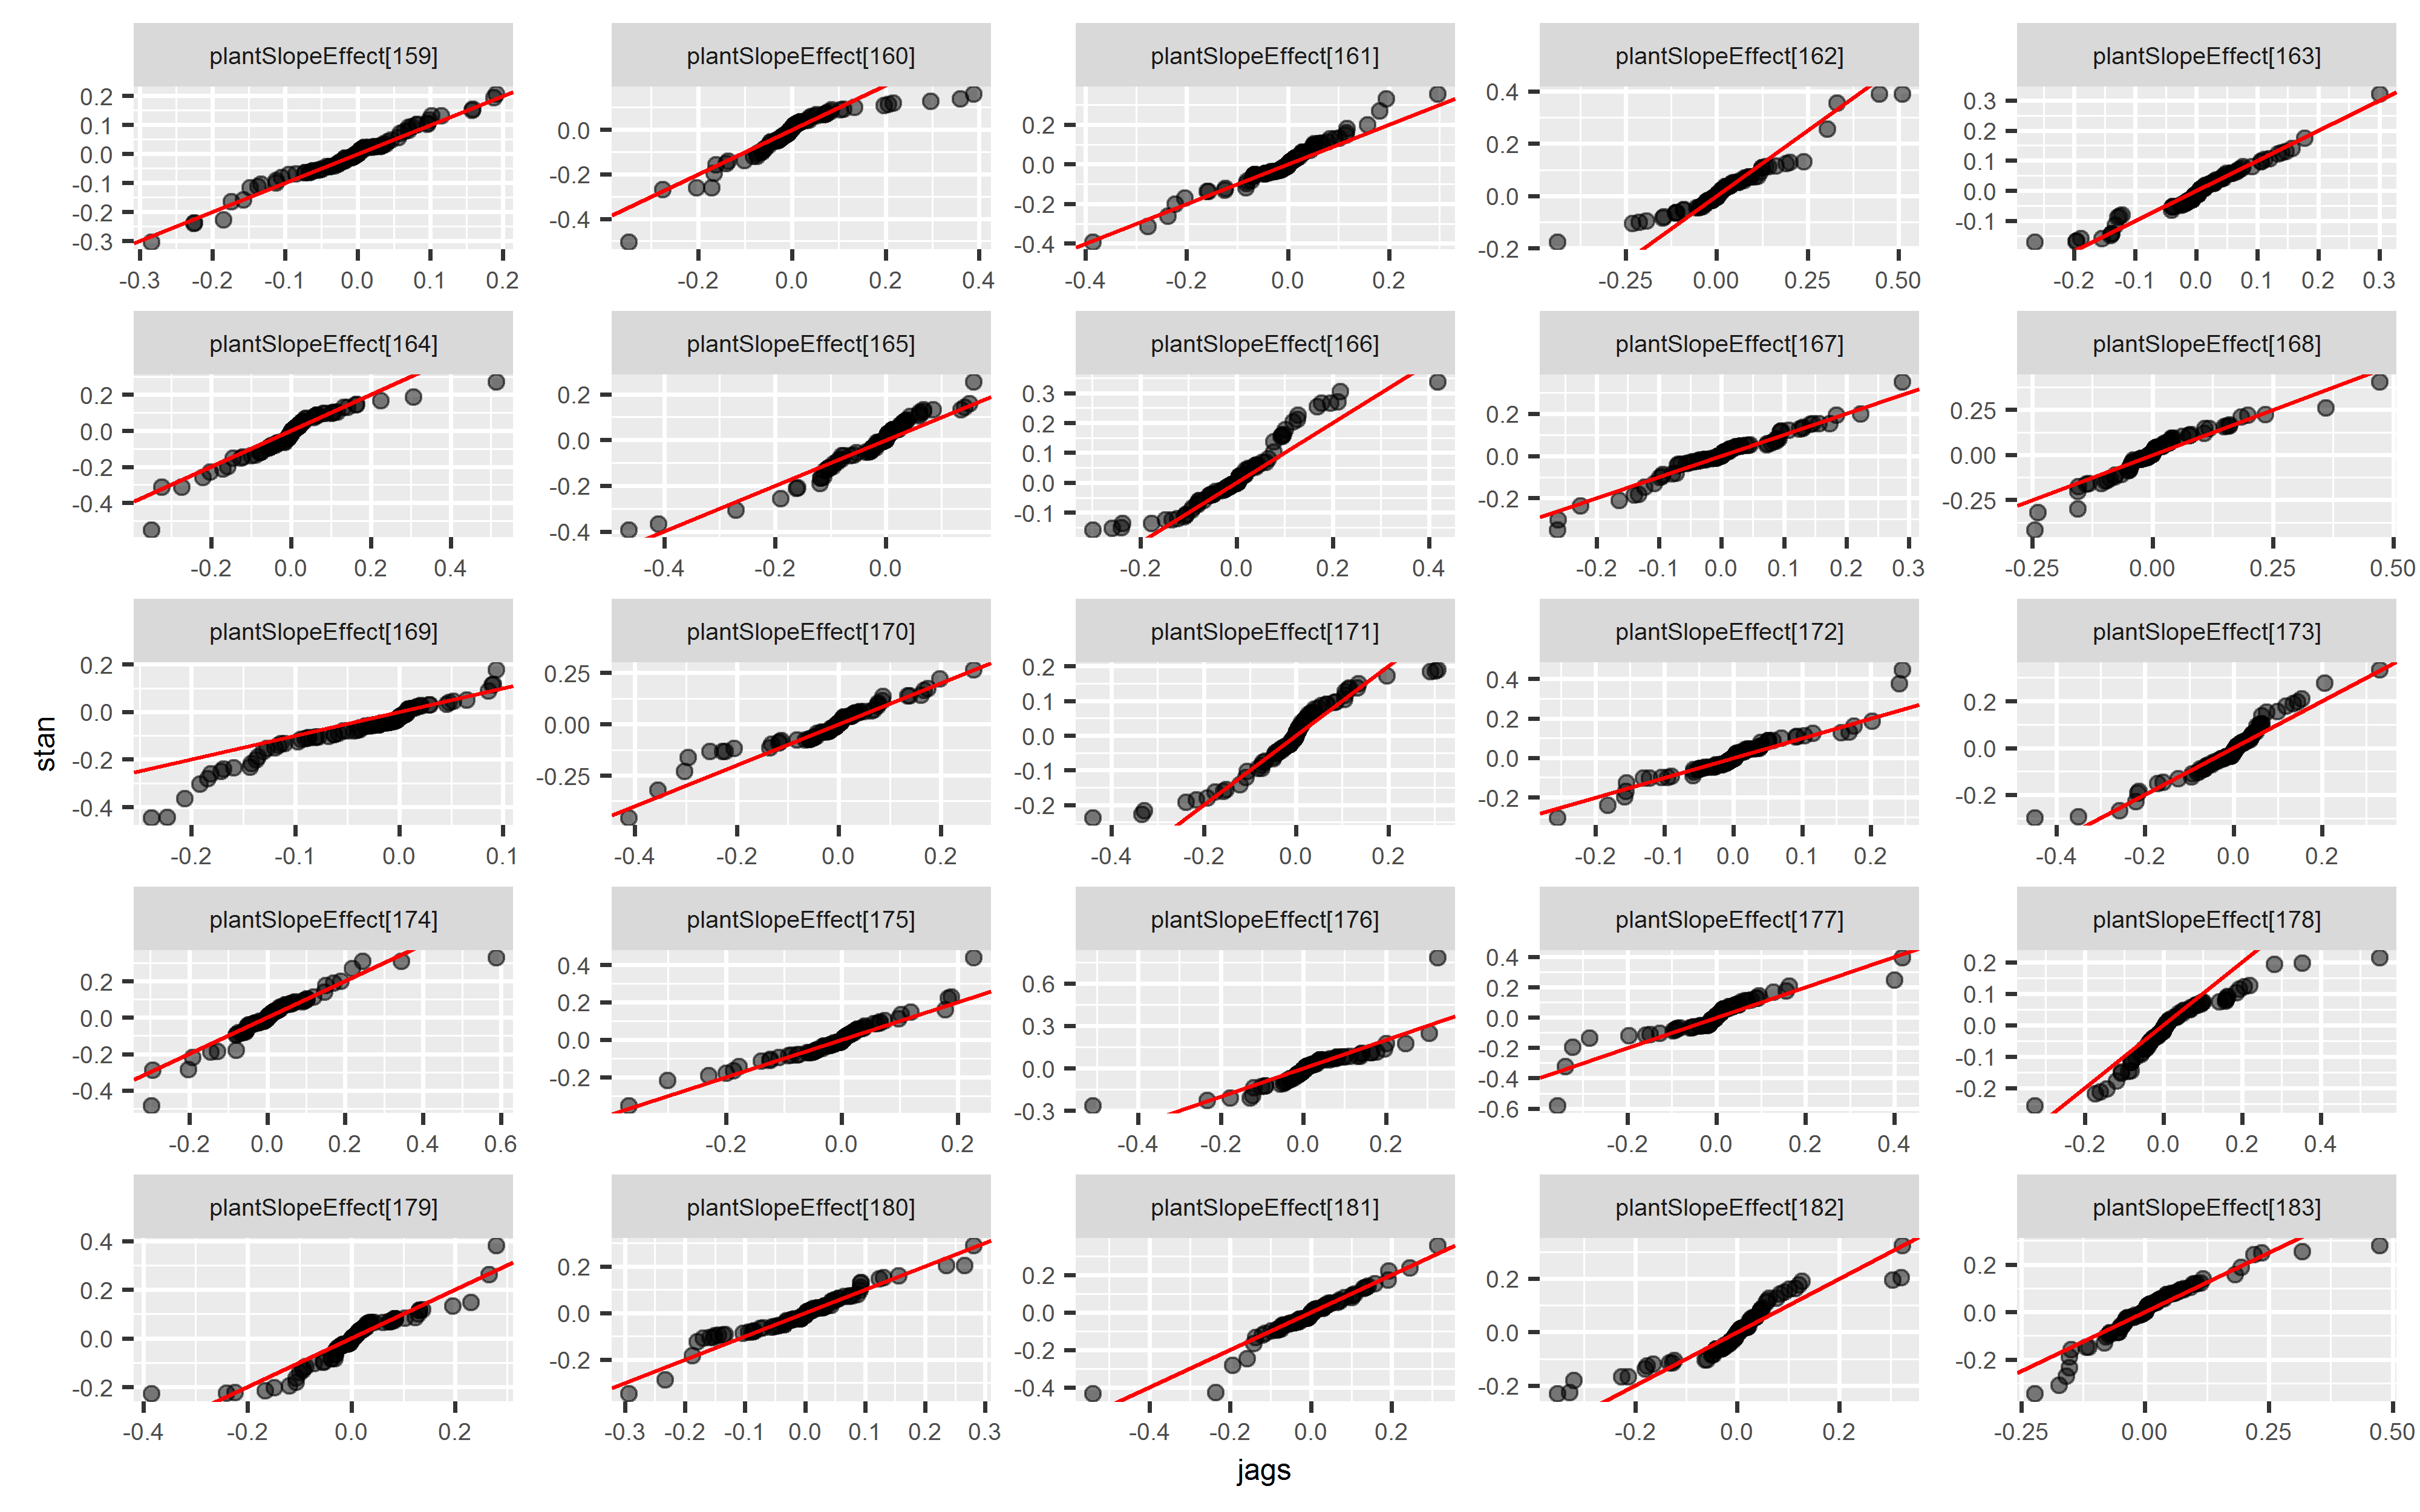 plantSlopeEffect[159] plantSlopeEffect[160] plantSlopeEffect[161] plantSlopeEffect[162] plantSlopeEffect[163]
0.2 0.1 0.0 -0.1 -0.2 -0.3
0.0 -0.2 -0.4
0.2 0.0 -0.2 -0.4
0.4 0.2 0.0 -0.2
0.3 0.2 0.1 0.0 -0.1
-0.3 -0.2 -0.1 0.0 0.1 0.2
-0.2 0.0 0.2 0.4
-0.4 -0.2 0.0 0.2
-0.25 0.00 0.25 0.50
-0.2 -0.1 0.0 0.1 0.2 0.3
plantSlopeEffect[164] plantSlopeEffect[165] plantSlopeEffect[166] plantSlopeEffect[167] plantSlopeEffect[168]
0.2 0.0 -0.2 -0.4
0.2 0.0 -0.2 -0.4
0.3 0.2 0.1 0.0 -0.1
0.2 0.0 -0.2
0.25 0.00 -0.25
-0.2 0.0 0.2 0.4
-0.4 -0.2 0.0
-0.2 0.0 0.2 0.4
-0.2 -0.1 0.0 0.1 0.2 0.3
-0.25 0.00 0.25 0.50
plantSlopeEffect[169] plantSlopeEffect[170] plantSlopeEffect[171] plantSlopeEffect[172] plantSlopeEffect[173]
stan
0.2 0.0 -0.2 -0.4
0.25 0.00 -0.25
0.2 0.1 0.0 -0.1 -0.2
0.4 0.2 0.0 -0.2
0.2 0.0 -0.2
-0.2 -0.1 0.0 0.1
-0.4 -0.2 0.0 0.2
-0.4 -0.2 0.0 0.2
-0.2 -0.1 0.0 0.1 0.2
-0.4 -0.2 0.0 0.2
plantSlopeEffect[174] plantSlopeEffect[175] plantSlopeEffect[176] plantSlopeEffect[177] plantSlopeEffect[178]
0.2 0.0 -0.2 -0.4
0.4 0.2 0.0 -0.2
0.6 0.3 0.0 -0.3
0.4 0.2 0.0 -0.2 -0.4 -0.6
0.2 0.1 0.0 -0.1 -0.2
-0.2 0.0 0.2 0.4 0.6
-0.2 0.0 0.2
-0.4 -0.2 0.0 0.2
-0.2 0.0 0.2 0.4
-0.2 0.0 0.2 0.4
plantSlopeEffect[179] plantSlopeEffect[180] plantSlopeEffect[181] plantSlopeEffect[182] plantSlopeEffect[183]
0.4 0.2 0.0 -0.2
0.2 0.0 -0.2
0.2 0.0 -0.2 -0.4
0.2 0.0 -0.2
0.2 0.0 -0.2
-0.4 -0.2 0.0 0.2
-0.3 -0.2 -0.1 0.0 0.1 0.2 0.3
-0.4 -0.2 0.0 0.2
-0.2 0.0 0.2
-0.25 0.00 0.25 0.50
jags